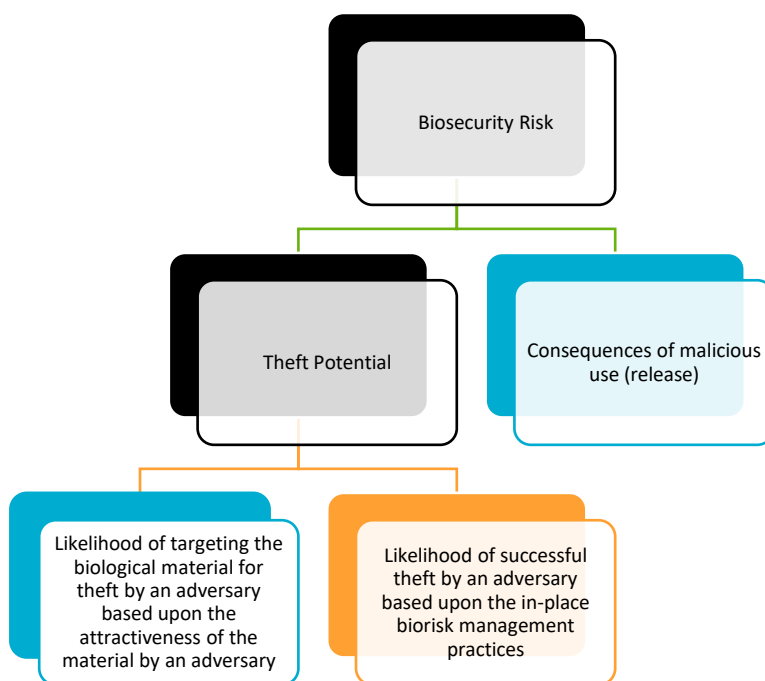 Biosecurity Risk
Theft Potential
Consequences of malicious
use (release)
Likelihood of targeting the
biological material for
theft by an adversary
based upon the
attractiveness of the
material by an adversary
Likelihood of successful
theft by an adversary
based upon the in-place
biorisk management
practices